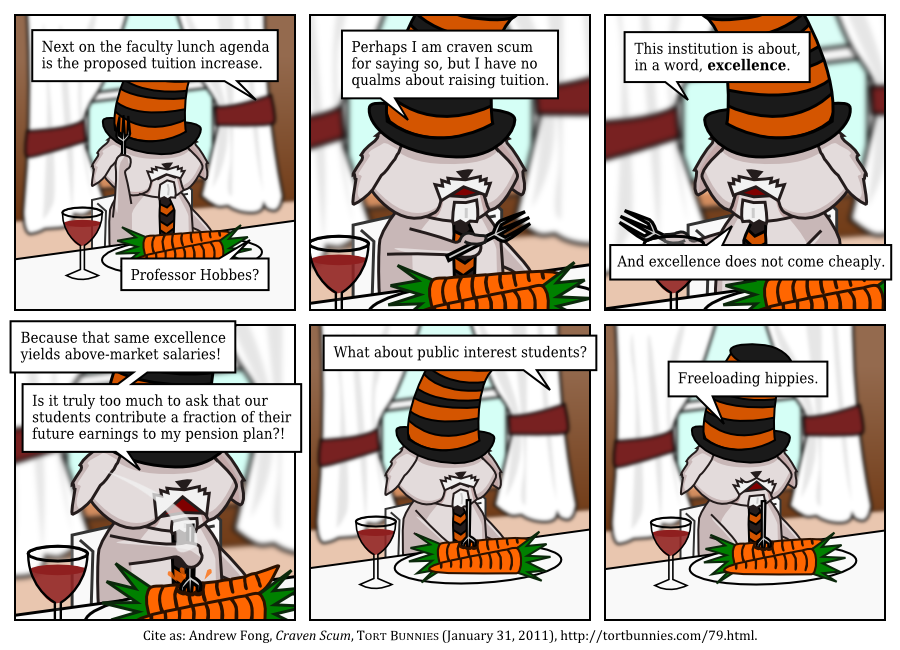 Next on the faculty lunch agenda
is the proposed tuition increase.
Professor Hobbes?
Perhaps I am craven scum
for saying so, but I have no
qualms about raising tuition.
This institution is about,
in a word, excellence.
And excellence does not come cheaply.
Because that same excellence
yields above-market salaries!
Is it truly too much to ask that our
students contribute a fraction of their
future earnings to my pension plan?!
What about public interest students?
Freeloading hippies.
Cite as: Andrew Fong, Craven Scum, TORT BUNNIES (January 31, 2011), http://tortbunnies.com/79.html.